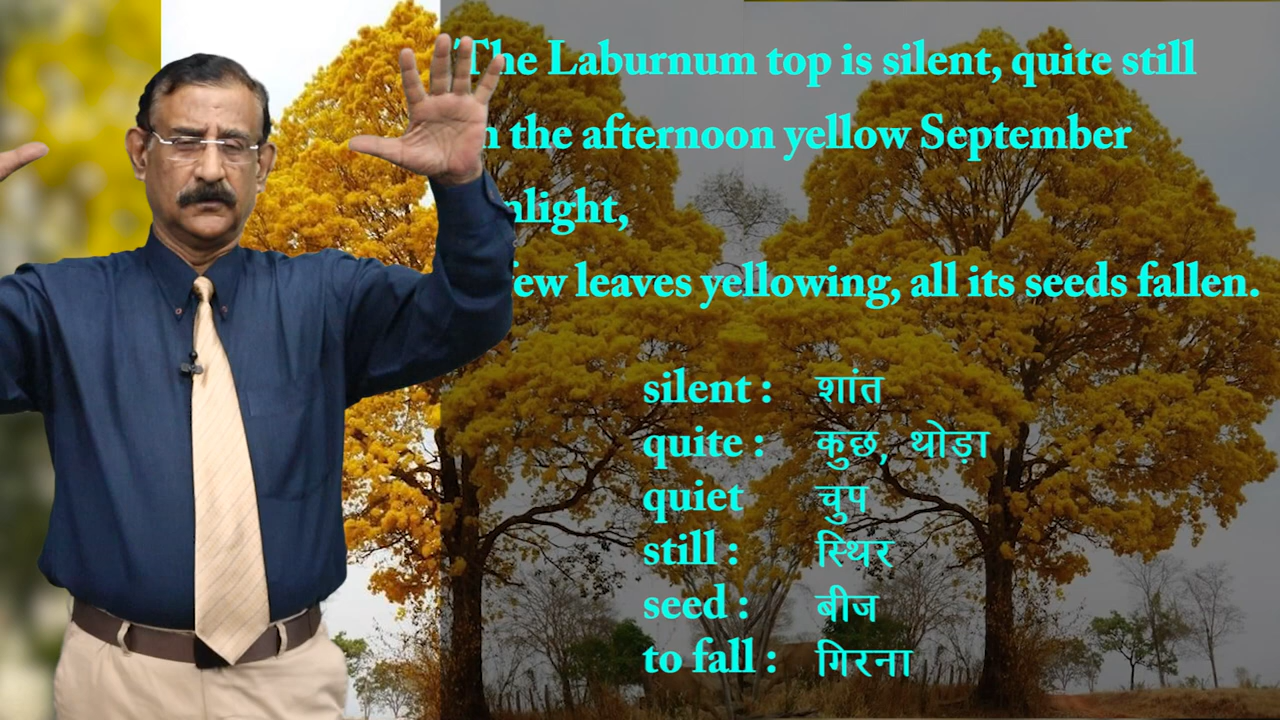 The Laburnum top is silent, quite still
the afternoon yellow September
few leaves yellowing, all its seeds fallen.
silent : शांत
quite : कुछ, थोड़ा
quiet चुप
still : स्थिर
seed : बीज
to fall : गिरना